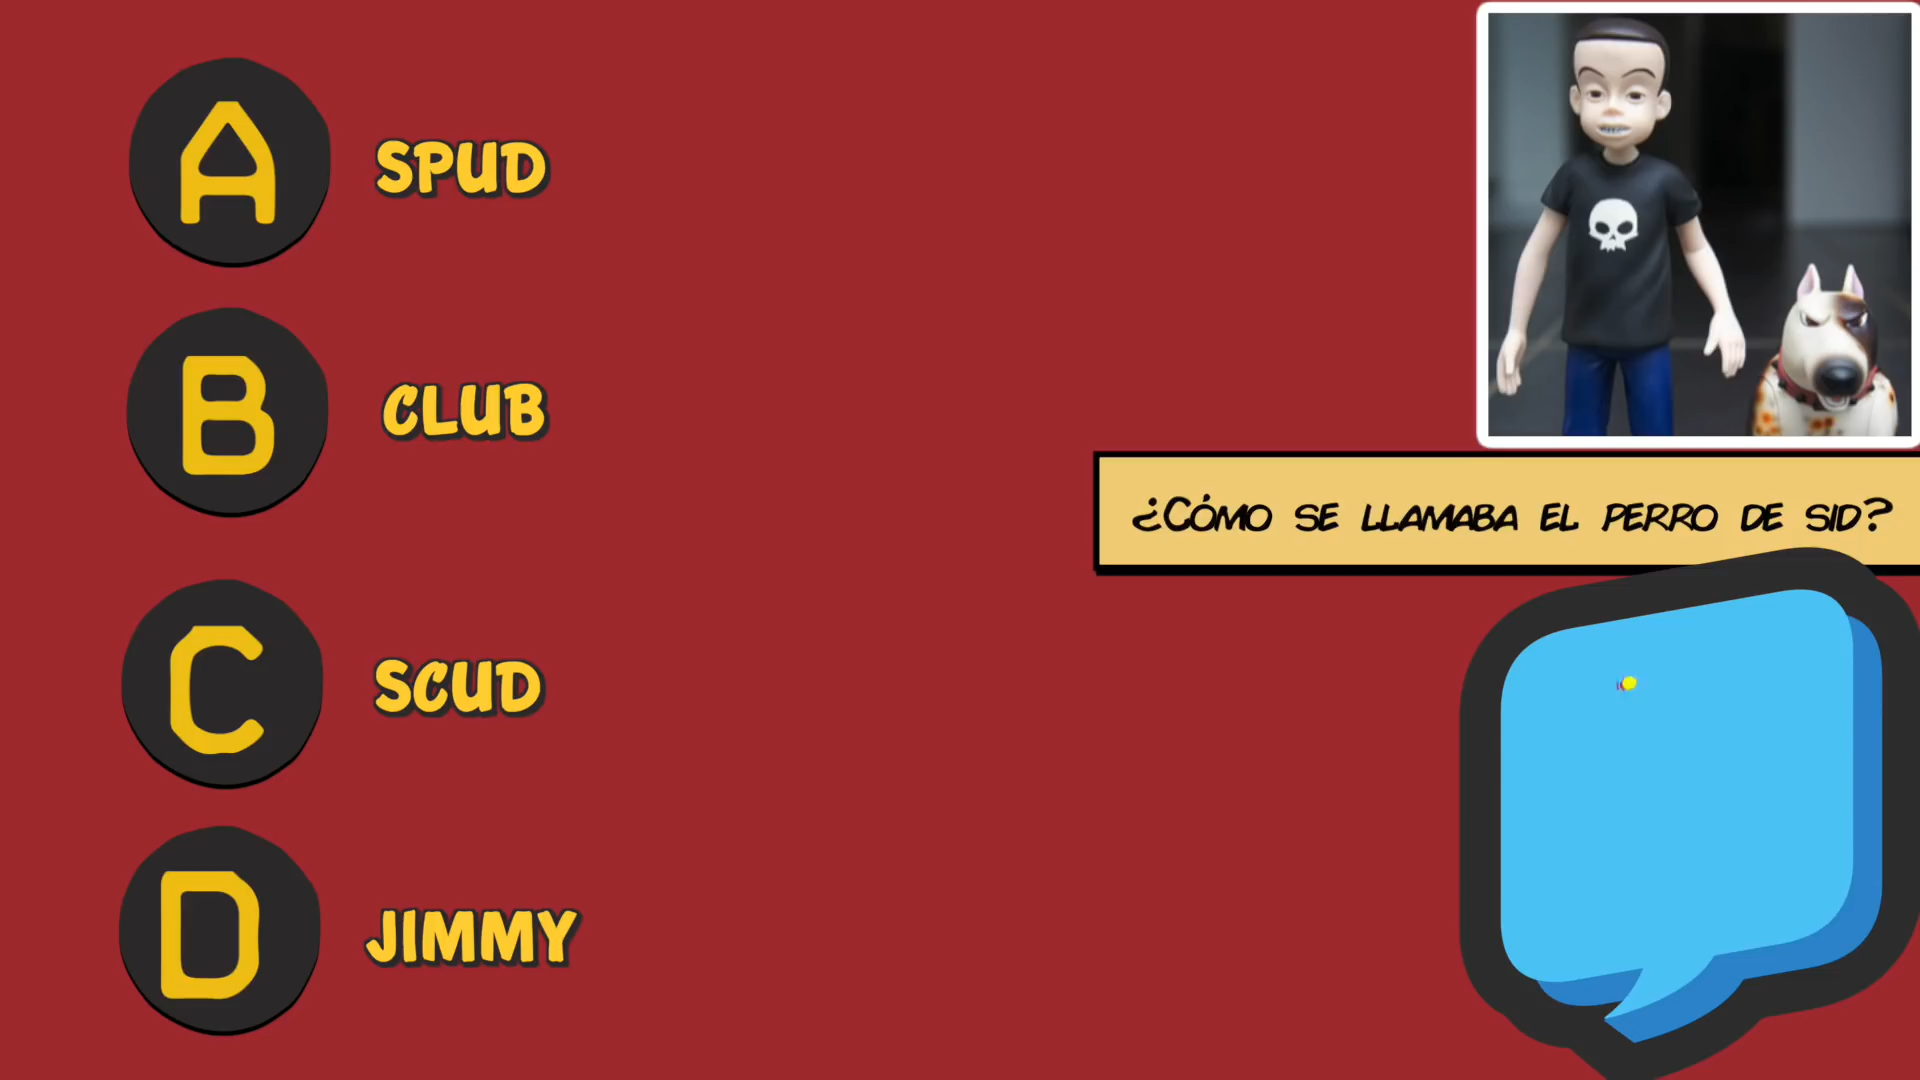 A SPUD
B CLUB
¿CÓMO SE LLAMABA EL PERRO DE SID?
C SCUD
D JIMMY